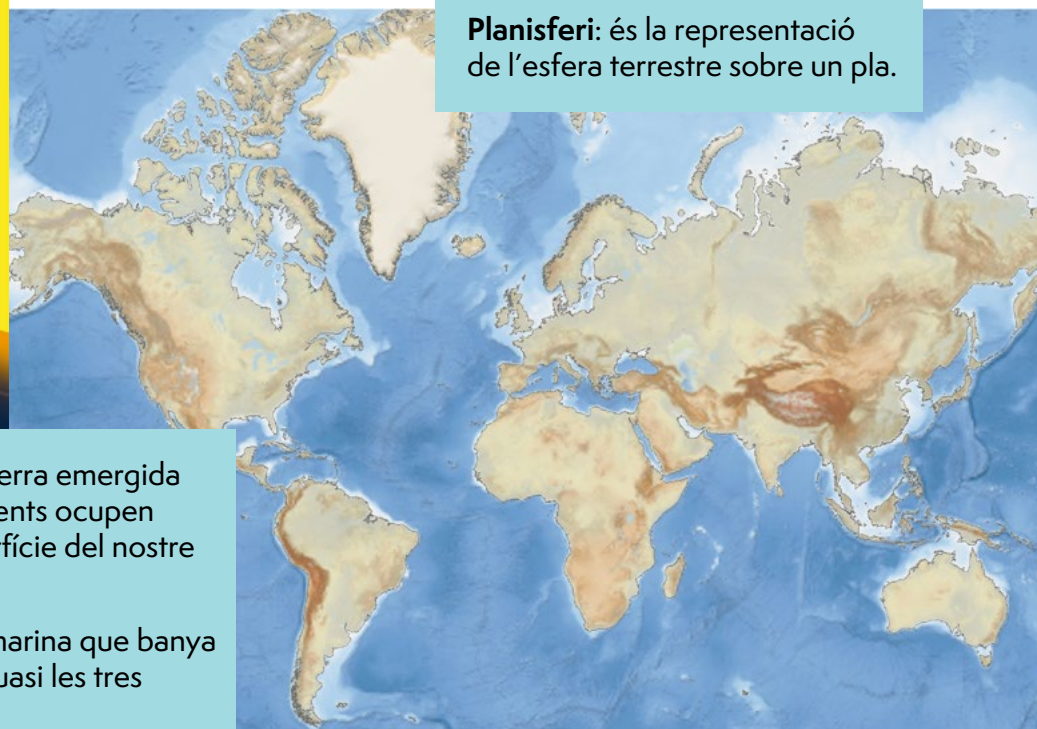 Planisferi: és la representació
de l’esfera terrestre sobre un pla.
erra emergida
ents ocupen
fície del nostre
marina que banya
uasi les tres